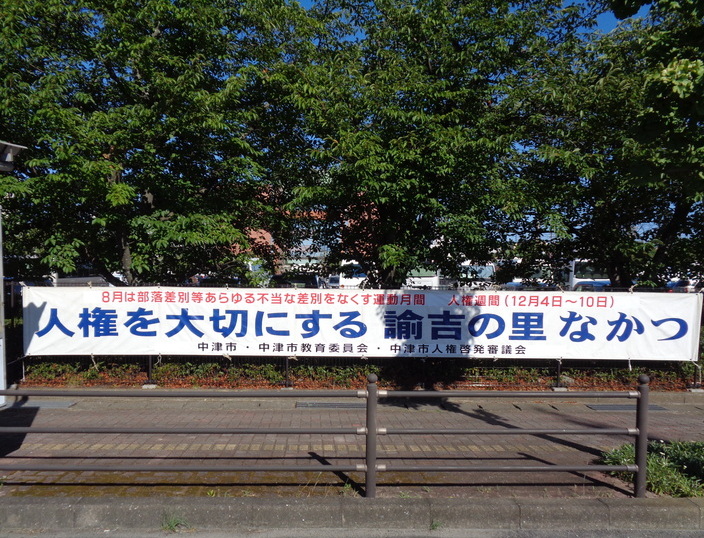 8月は部落差別等あらゆる不当な差別をなくす運動月間　人権週間(12月4日～10日)
人権を大切にする 諭吉の里 なかつ
中津市・中津市教育委員会・中津市人権啓発審議会